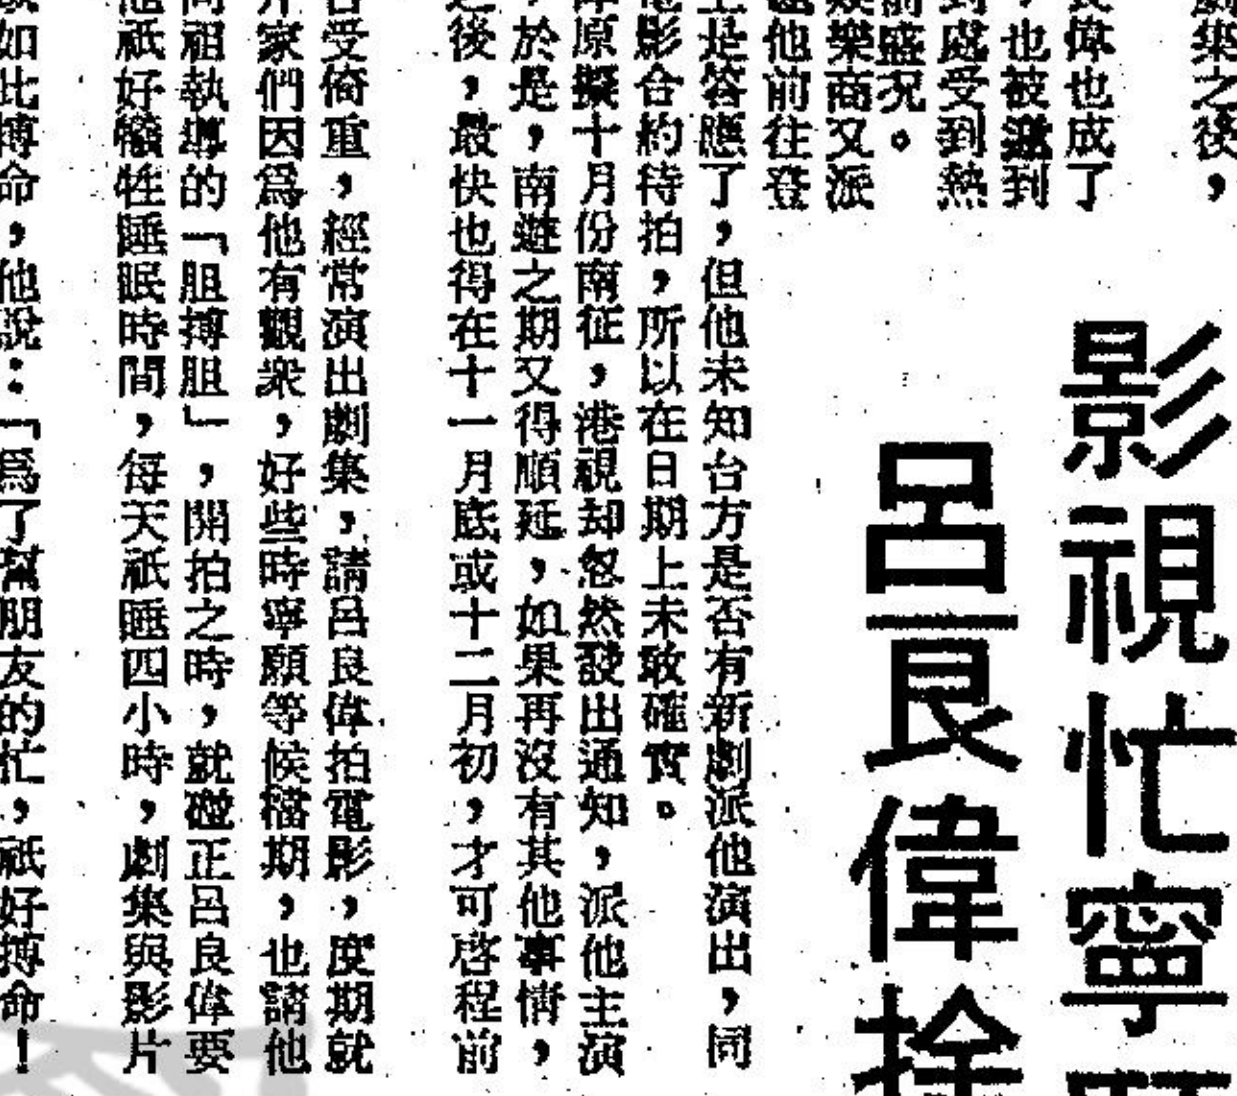 劇集之後，
影視忙寧
呂良偉捨
良偉也成了
，也被邀到
到處受到熱
前盛况。
娛樂商又派
他前往登
上是答應了，但他未知台方是否有新劇派他演出，同
電影合約待拍，所以在日期上未敢確實。
偉原擬十月份南征，港視却忽然發出通知，派他主演
，於是，南遊之期又得順延，如果再沒有其他事情，
之後，最快也得在十一月底或十二月初，才可啓程前
受倚重，經常演出劇集，請呂良偉拍電影，度期就
片家們因爲他有觀衆，好些時寧願等候檔期，也請他
向祖執導的「胆搏胆」，開拍之時，就碰正呂良偉要
他祇好犧牲睡眠時間，每天祇睡四小時，劇集與影片
如此搏命，他說：「爲了幫朋友的忙，祇好搏命！